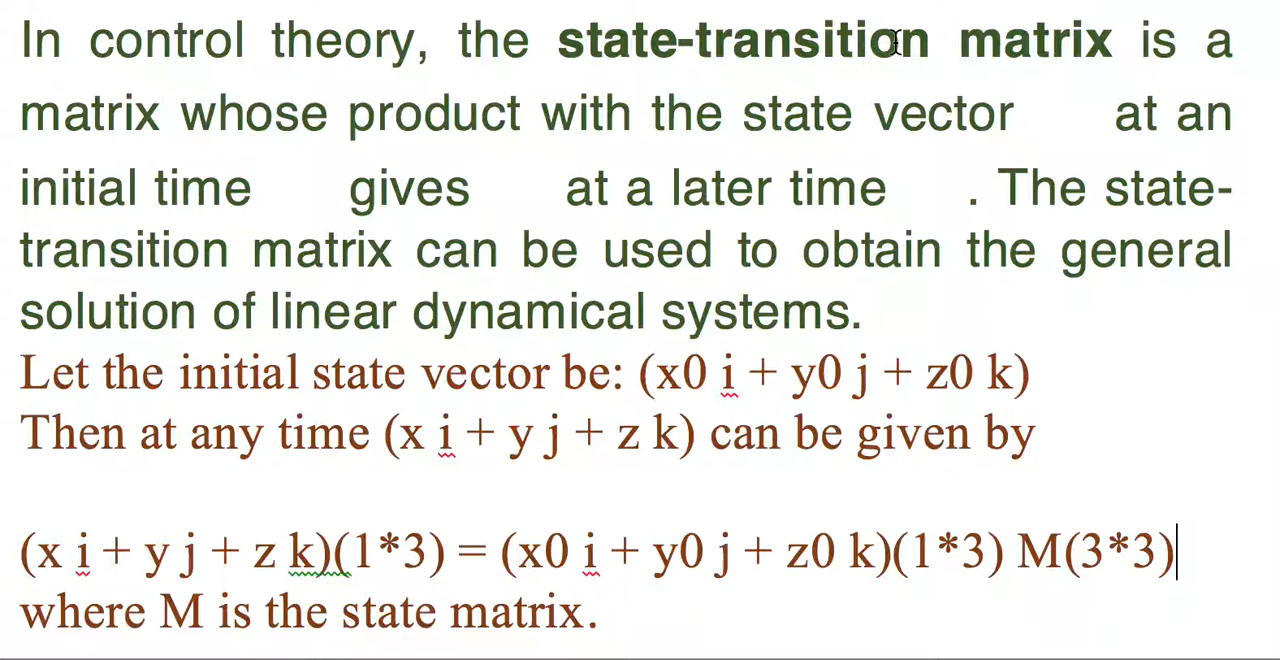 In control theory, the state-transition matrix is a
matrix whose product with the state vector at an
initial time gives at a later time . The state-
transition matrix can be used to obtain the general
solution of linear dynamical systems.
Let the initial state vector be: (x0 i + y0 j + z0 k)
Then at any time (x i + y j + z k) can be given by
(x i + y j + z k)(1*3) = (x0 i + y0 j + z0 k)(1*3) M(3*3)
where M is the state matrix.